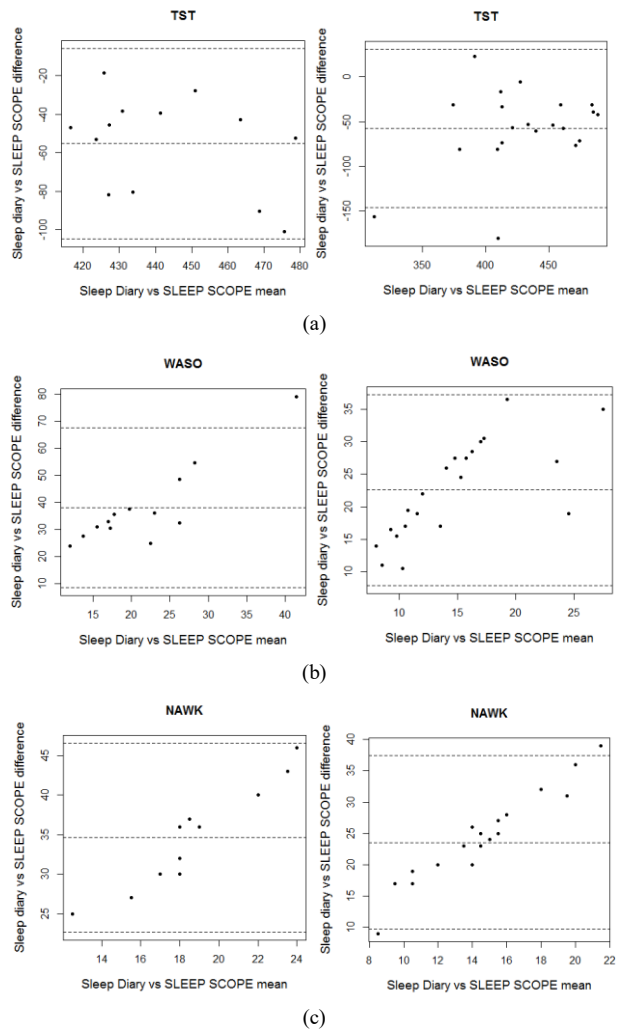 TST
Sleep diary vs SLEEP SCOPE difference
-20
-40
-60
-80
-100
420 430 440 450 460 470 480
Sleep Diary vs SLEEP SCOPE mean
TST
Sleep diary vs SLEEP SCOPE difference
0
-50
-100
-150
350 400 450
Sleep Diary vs SLEEP SCOPE mean
(a)
WASO
Sleep diary vs SLEEP SCOPE difference
80
70
60
50
40
30
20
10
15 20 25 30 35 40
Sleep Diary vs SLEEP SCOPE mean
WASO
Sleep diary vs SLEEP SCOPE difference
35
30
25
20
15
10
10 15 20 25
Sleep Diary vs SLEEP SCOPE mean
(b)
NAWK
Sleep diary vs SLEEP SCOPE difference
45
40
35
30
25
14 16 18 20 22 24
Sleep Diary vs SLEEP SCOPE mean
NAWK
Sleep diary vs SLEEP SCOPE difference
40
35
30
25
20
15
10
8 10 12 14 16 18 20 22
Sleep Diary vs SLEEP SCOPE mean
(c)